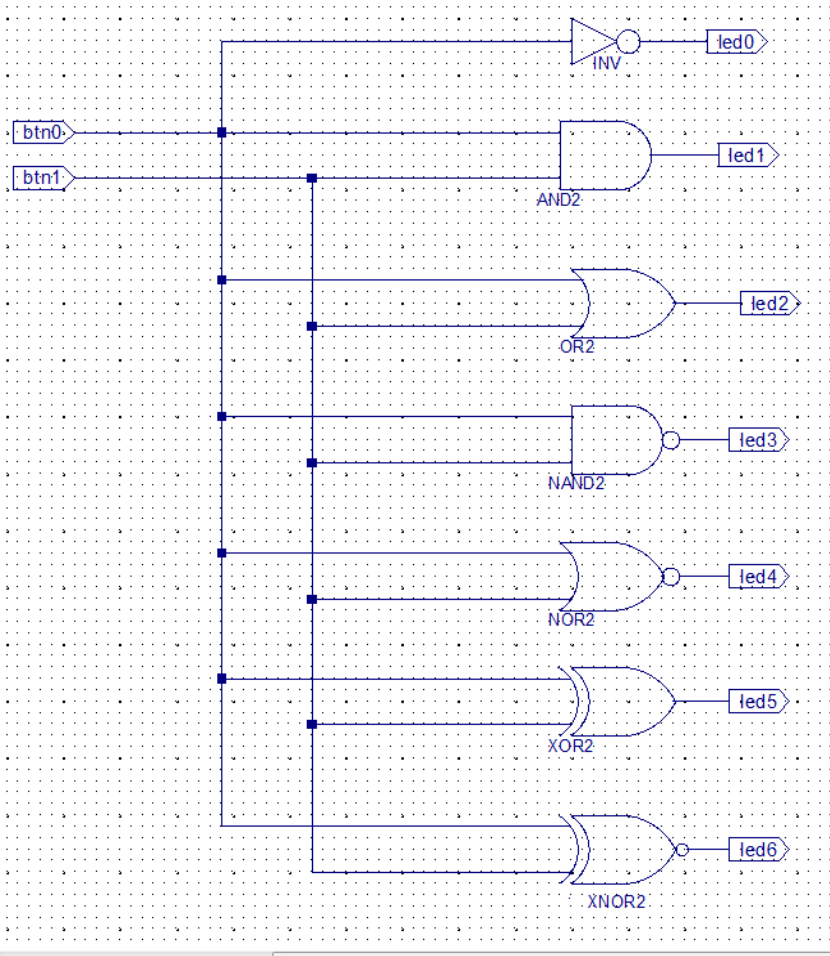 led0
INV
btn0
led1
btn1
AND2
led2
OR2
led3
NAND2
led4
NOR2
led5
XOR2
led6
XNOR2